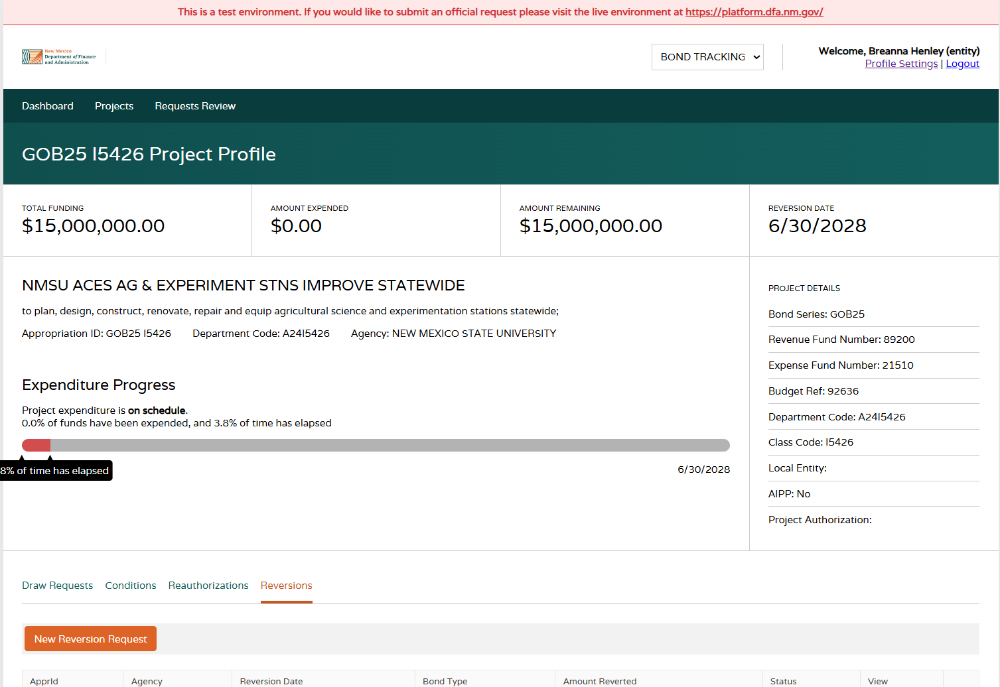 This is a test environment. If you would like to submit an official request please visit the live environment at https://platform.dfa.nm.gov/
New Mexico
Department of Finance
and Administration
BOND TRACKING
Welcome, Breanna Henley (entity)
Profile Settings | Logout
Dashboard Projects Requests Review
GOB25 I5426 Project Profile
TOTAL FUNDING
$15,000,000.00
AMOUNT EXPENDED
$0.00
AMOUNT REMAINING
$15,000,000.00
REVERSION DATE
6/30/2028
NMSU ACES AG & EXPERIMENT STNS IMPROVE STATEWIDE
to plan, design, construct, renovate, repair and equip agricultural science and experimentation stations statewide;
Appropriation ID: GOB25 I5426 Department Code: A24I5426 Agency: NEW MEXICO STATE UNIVERSITY
Expenditure Progress
Project expenditure is on schedule.
0.0% of funds have been expended, and 3.8% of time has elapsed
8% of time has elapsed
6/30/2028
PROJECT DETAILS
Bond Series: GOB25
Revenue Fund Number: 89200
Expense Fund Number: 21510
Budget Ref: 92636
Department Code: A24I5426
Class Code: I5426
Local Entity:
AIPP: No
Project Authorization:
Draw Requests Conditions Reauthorizations Reversions
New Reversion Request
ApprId Agency Reversion Date Bond Type Amount Reverted Status View